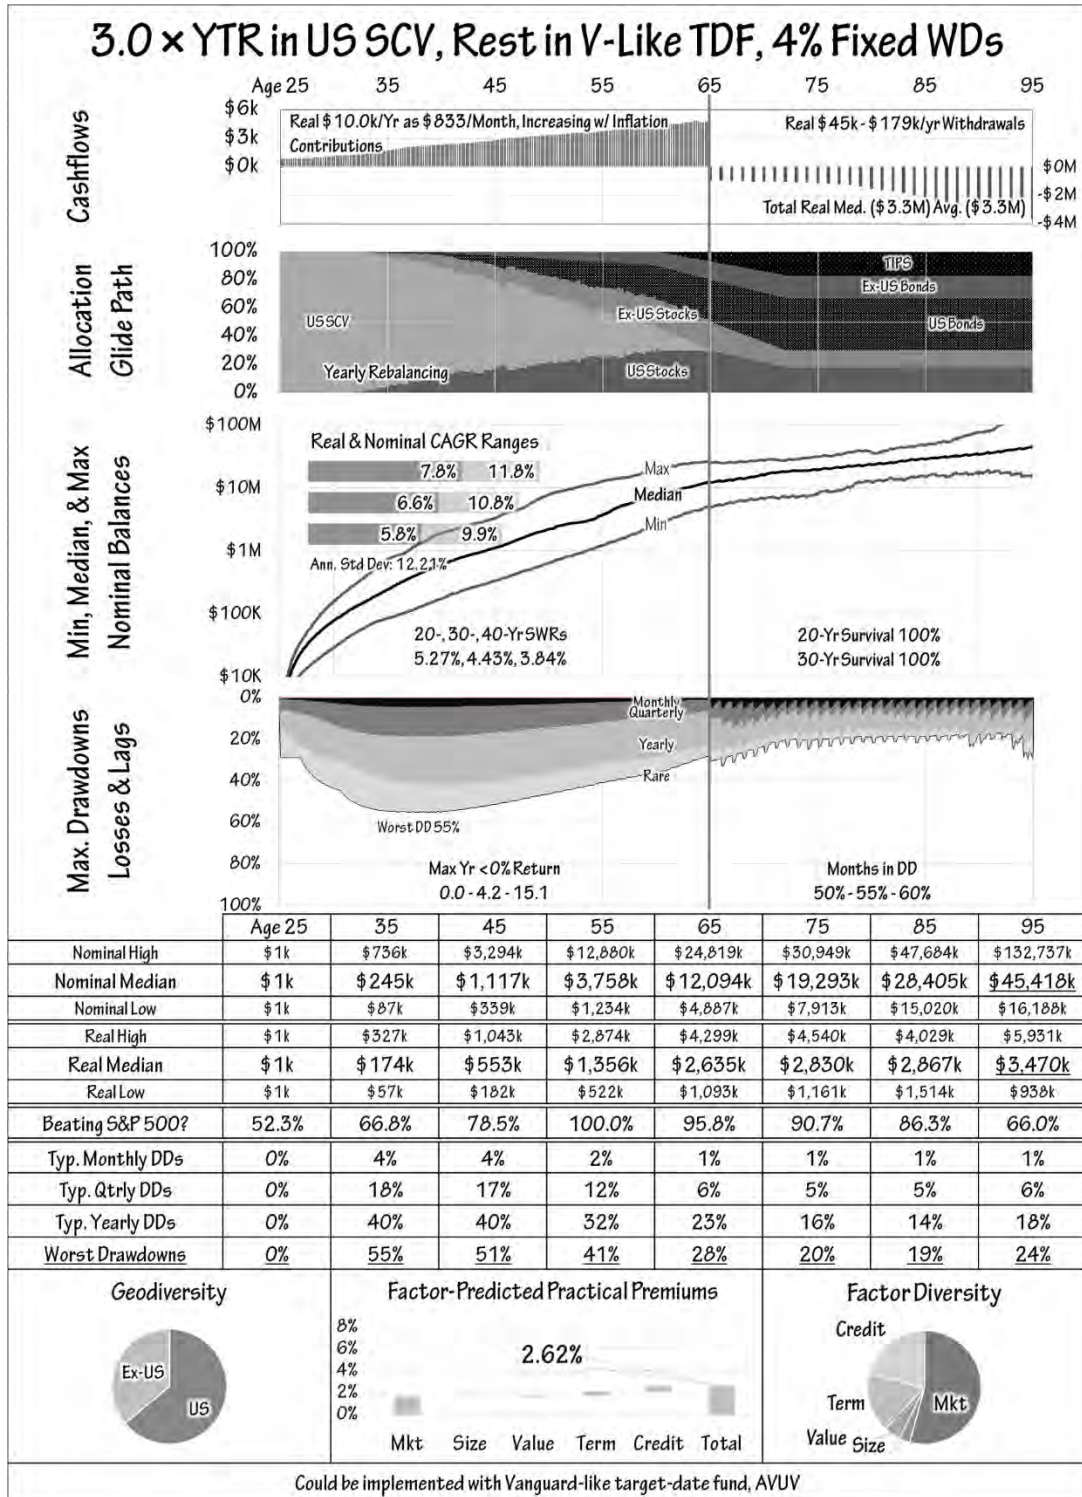 3.0 × YTR in US SCV, Rest in V-Like TDF, 4% Fixed WDs
Age 25 35 45 55 65 75 85 95
Cashflows
$6k
$3k
$0k
Real $10.0k/Yr as $833/Month, Increasing w/ Inflation
Contributions
Real $45k - $179k/yr Withdrawals
Total Real Med. ($3.3M) Avg. ($3.3M)
$0M
-$2M
-$4M
Allocation
Glide Path
100%
80%
60%
40%
20%
0%
US SCV
Yearly Rebalancing
Ex-US Stocks
US Stocks
TIPS
Ex-US Bonds
US Bonds
Min, Median, & Max
Nominal Balances
$100M
$10M
$1M
$100K
$10K
Real & Nominal CAGR Ranges
7.8% 11.8%
6.6% 10.8%
5.8% 9.9%
Ann. Std Dev: 12.21%
Max
Median
Min
20-, 30-, 40-Yr SWRs
5.27%, 4.43%, 3.84%
20-Yr Survival 100%
30-Yr Survival 100%
Max. Drawdowns
Losses & Lags
0%
20%
40%
60%
80%
100%
Monthly
Quarterly
Yearly
Rare
Worst DD 55%
Max Yr <0% Return
0.0 - 4.2 - 15.1
Months in DD
50% - 55% - 60%
Age 25 35 45 55 65 75 85 95
Nominal High $1k $736k $3,294k $12,880k $24,819k $30,949k $47,684k $132,737k
Nominal Median $1k $245k $1,117k $3,758k $12,094k $19,293k $28,405k $45,418k
Nominal Low $1k $87k $339k $1,234k $4,887k $7,913k $15,020k $16,188k
Real High $1k $327k $1,043k $2,874k $4,299k $4,540k $4,029k $5,931k
Real Median $1k $174k $553k $1,356k $2,635k $2,830k $2,867k $3,470k
Real Low $1k $57k $182k $522k $1,093k $1,161k $1,514k $938k
Beating S&P 500? 52.3% 66.8% 78.5% 100.0% 95.8% 90.7% 86.3% 66.0%
Typ. Monthly DDs 0% 4% 4% 2% 1% 1% 1% 1%
Typ. Qtrly DDs 0% 18% 17% 12% 6% 5% 5% 6%
Typ. Yearly DDs 0% 40% 40% 32% 23% 16% 14% 18%
Worst Drawdowns 0% 55% 51% 41% 28% 20% 19% 24%
Geodiversity
Ex-US
US
Factor-Predicted Practical Premiums
8%
6%
4%
2%
0%
2.62%
Mkt Size Value Term Credit Total
Factor Diversity
Credit
Term
Value
Size
Mkt
Could be implemented with Vanguard-like target-date fund, AVUV